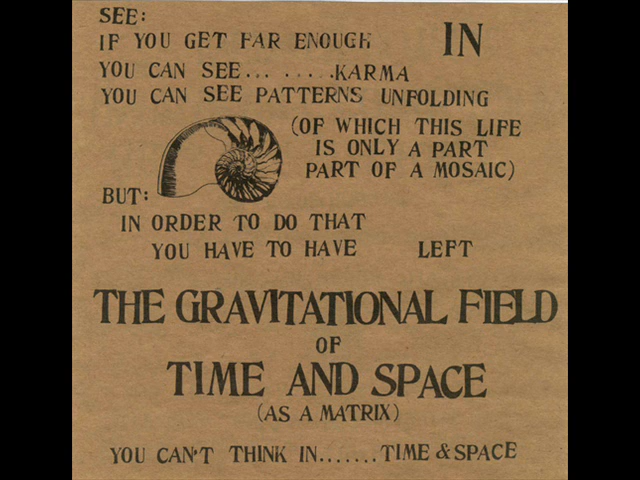 SEE:
IF YOU GET FAR ENOUGH IN
YOU CAN SEE... .. ...KARMA
YOU CAN SEE PATTERNS UNFOLDING
(OF WHICH THIS LIFE
IS ONLY A PART
PART OF A MOSAIC)
BUT:
IN ORDER TO DO THAT
YOU HAVE TO HAVE LEFT
THE GRAVITATIONAL FIELD
OF
TIME AND SPACE
(AS A MATRIX)
YOU CAN'T THINK IN.......TIME & SPACE